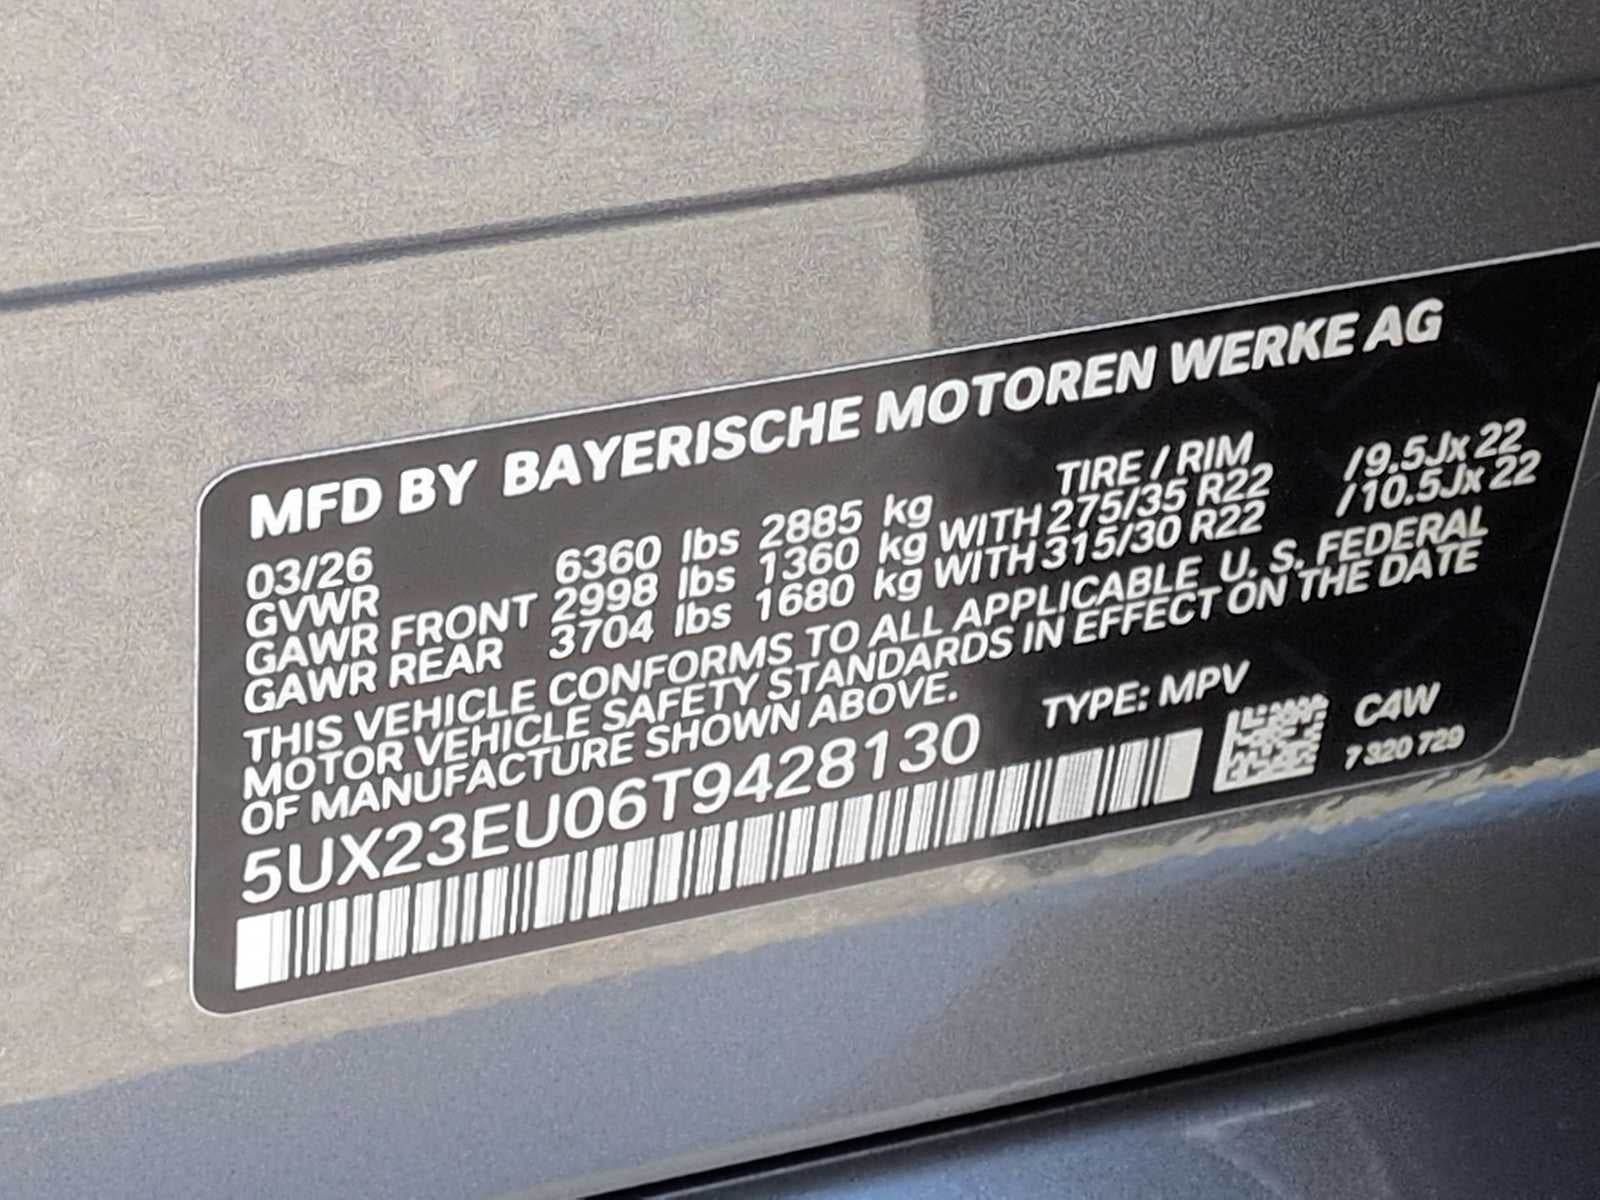 MFD BY BAYERISCHE MOTOREN WERKE AG
03/26 TIRE / RIM
GVWR 6360 lbs 2885 kg
GAWR FRONT 2998 lbs 1360 kg WITH 275/35 R22 /9.5Jx 22
GAWR REAR 3704 lbs 1680 kg WITH 315/30 R22 /10.5Jx 22
THIS VEHICLE CONFORMS TO ALL APPLICABLE U. S. FEDERAL
MOTOR VEHICLE SAFETY STANDARDS IN EFFECT ON THE DATE
OF MANUFACTURE SHOWN ABOVE.
5UX23EU06T9428130 TYPE: MPV
C4W
7 320 729